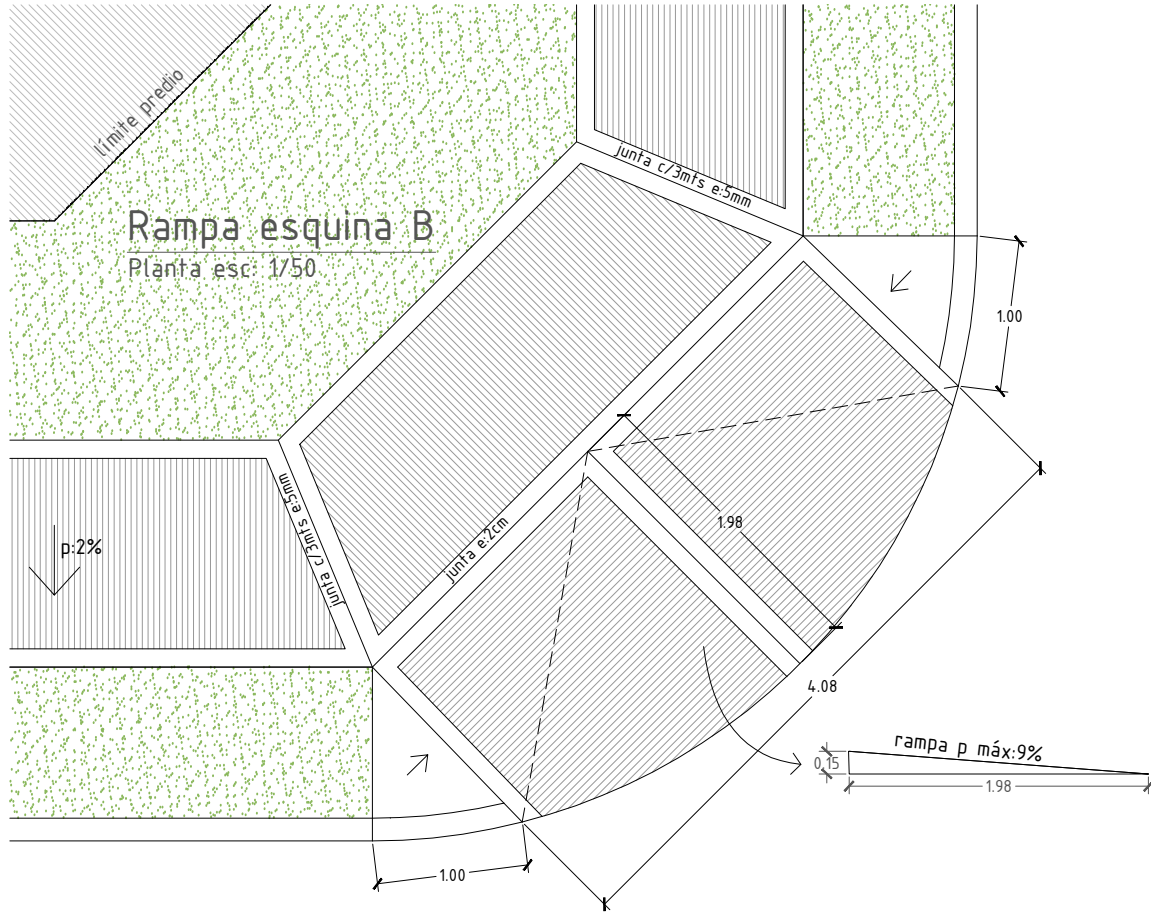 límite predio
junta c/3mts e:5mm
Rampa esquina B
Planta esc: 1/50
1.00
junta c/3mts e:5mm
p:2%
junta e:2cm
1.98
4.08
rampa p máx:9%
0,15
1.98
1.00